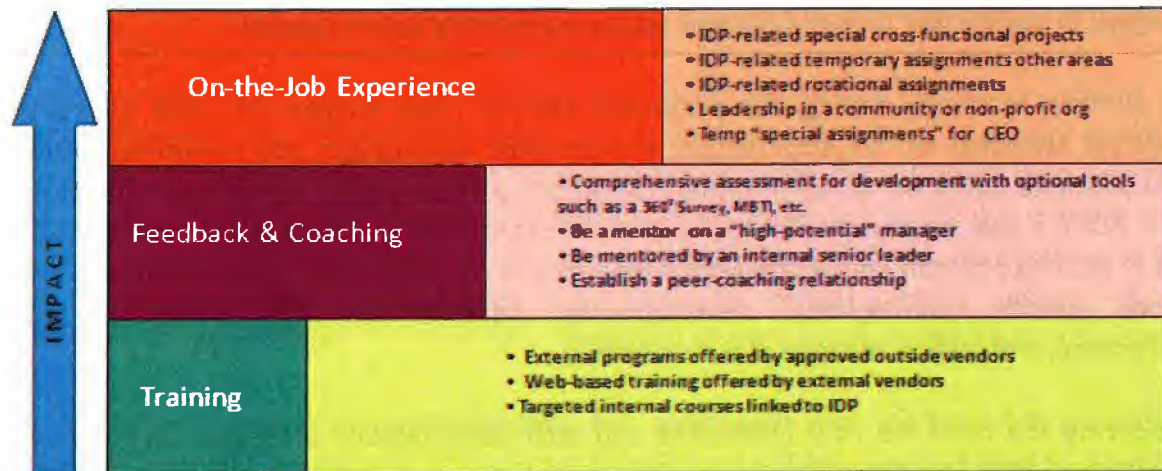 IMPACT
On-the-Job Experience
• IDP-related special cross-functional projects
• IDP-related temporary assignments other areas
• IDP-related rotational assignments
• Leadership in a community or non-profit org
• Temp "special assignments" for CEO
Feedback & Coaching
• Comprehensive assessment for development with optional tools
such as a 360° Survey, MBTI, etc.
• Be a mentor on a "high-potential" manager
• Be mentored by an internal senior leader
• Establish a peer-coaching relationship
Training
• External programs offered by approved outside vendors
• Web-based training offered by external vendors
• Targeted internal courses linked to IDP